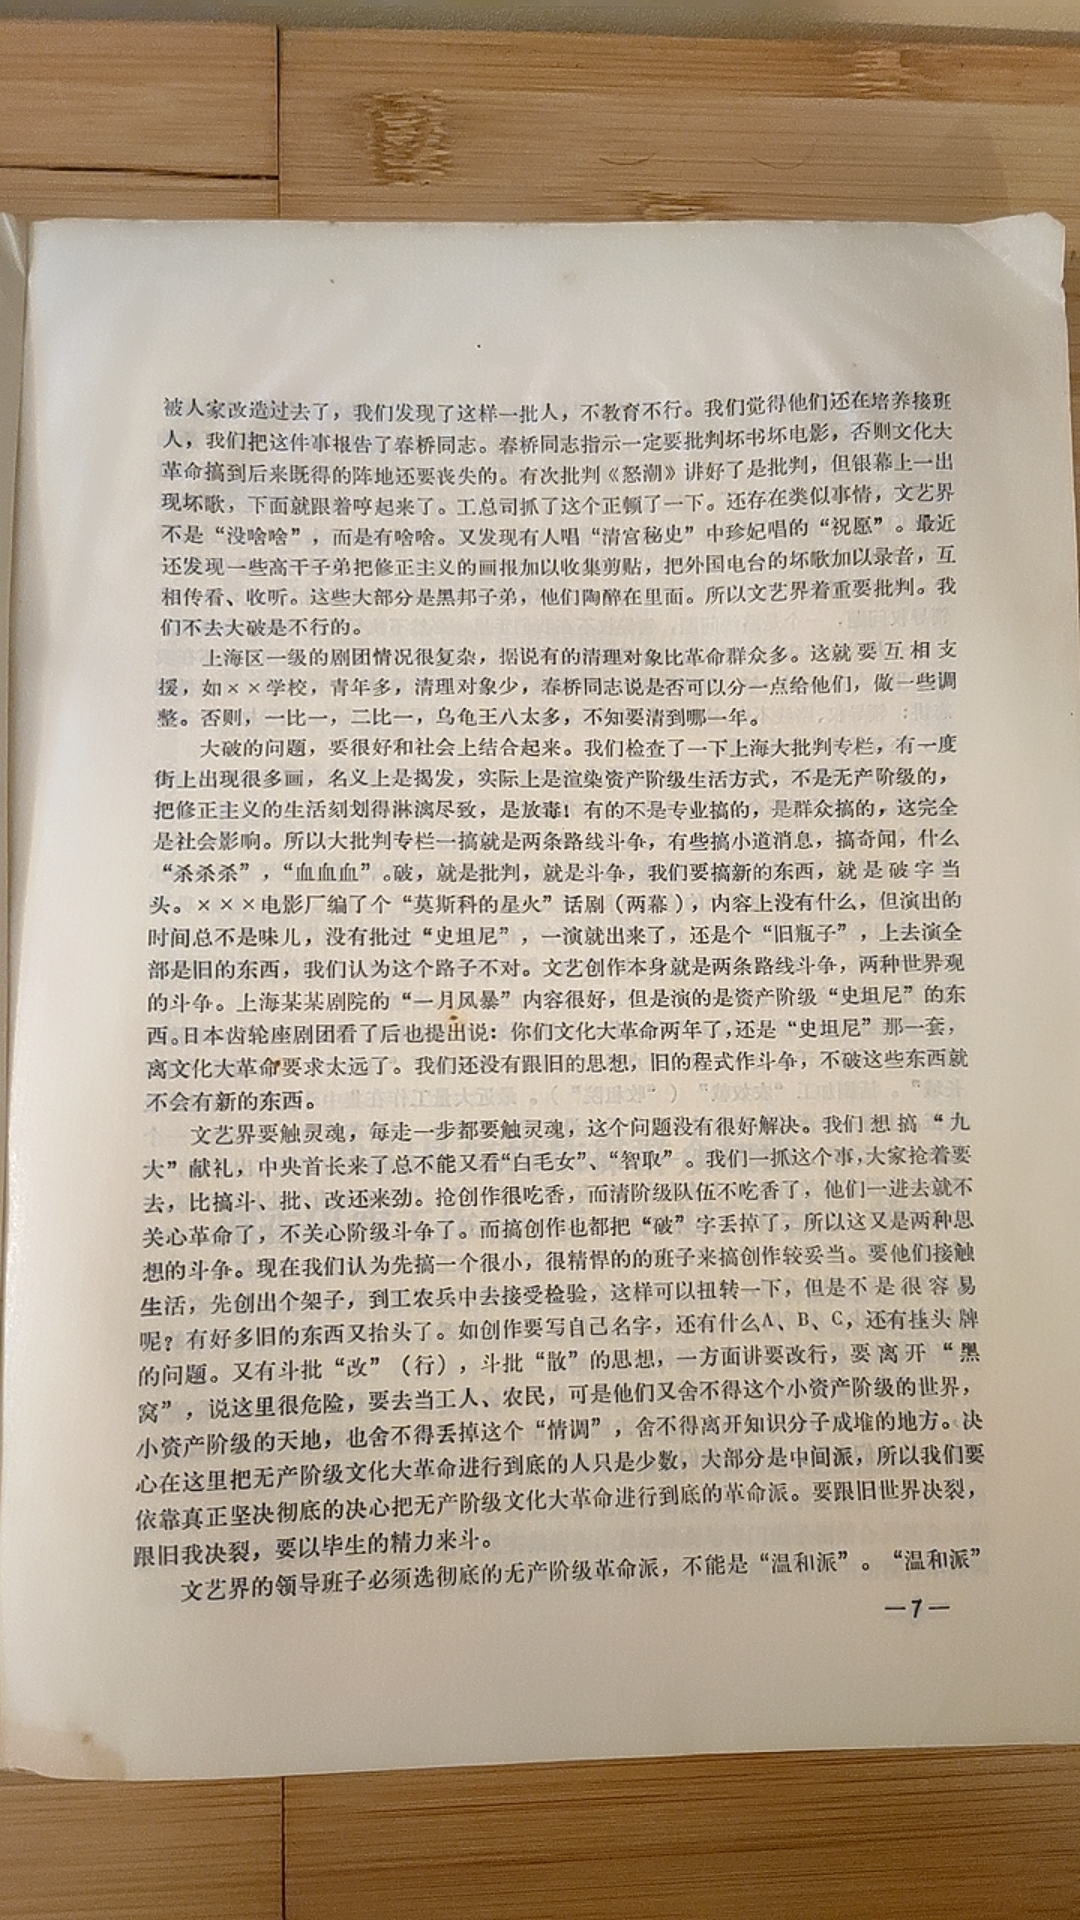 被人家改造过去了，我们发现了这样一批人，不教育不行。我们觉得他们还在培养接班
人，我们把这件事报告了春桥同志。春桥同志指示一定要批判坏书坏电影，否则文化大
革命搞到后来既得的阵地还要丧失的。有次批判《怒潮》讲好了是批判，但银幕上一出
现坏歌，下面就跟着哼起来了。工总司抓了这个正顿了一下。还存在类似事情，文艺界
不是“没啥啥”，而是有啥啥。又发现有人唱“清宫秘史”中珍妃唱的“祝愿”。最近
还发现一些高干子弟把修正主义的画报加以收集剪贴，把外国电台的坏歌加以录音，互
相传看、收听。这些大部分是黑邦子弟，他们陶醉在里面。所以文艺界着重要批判。我
们不去大破是不行的。
上海区一级的剧团情况很复杂，据说有的清理对象比革命群众多。这就要互相支
援，如××学校，青年多，清理对象少，春桥同志说是否可以分一点给他们，做一些调
整。否则，一比一，二比一，乌龟王八太多，不知要清到哪一年。
大破的问题，要很好和社会上结合起来。我们检查了一下上海大批判专栏，有一度
街上出现很多画，名义上是揭发，实际上是渲染资产阶级生活方式，不是无产阶级的，
把修正主义的生活刻划得淋漓尽致，是放毒！有的不是专业搞的，是群众搞的，这完全
是社会影响。所以大批判专栏一搞就是两条路线斗争，有些搞小道消息，搞奇闻，什么
“杀杀杀”，“血血血”。破，就是批判，就是斗争，我们要搞新的东西，就是破字当
头。×××电影厂编了个“莫斯科的星火”话剧（两幕），内容上没有什么，但演出的
时间总不是味儿，没有批过“史坦尼”，一演就出来了，还是个“旧瓶子”，上去演全
部是旧的东西，我们认为这个路子不对。文艺创作本身就是两条路线斗争，两种世界观
的斗争。上海某某剧院的“一月风暴”内容很好，但是演的是资产阶级“史坦尼”的东
西。日本齿轮座剧团看了后也提出说：你们文化大革命两年了，还是“史坦尼”那一套，
离文化大革命要求太远了。我们还没有跟旧的思想，旧的程式作斗争，不破这些东西就
不会有新的东西。
文艺界要触灵魂，每走一步都要触灵魂，这个问题没有很好解决。我们想搞“九
大”献礼，中央首长来了总不能又看“白毛女”、“智取”。我们一抓这个事，大家抢着要
去，比搞斗、批、改还来劲。抢创作很吃香，而清阶级队伍不吃香了，他们一进去就不
关心革命了，不关心阶级斗争了。而搞创作也都把“破”字丢掉了，所以这又是两种思
想的斗争。现在我们认为先搞一个很小，很精悍的的班子来搞创作较妥当。要他们接触
生活，先创出个架子，到工农兵中去接受检验，这样可以扭转一下，但是不是很容易
呢？有好多旧的东西又抬头了。如创作要写自己名字，还有什么A、B、C，还有挂头牌
的问题。又有斗批“改”（行），斗批“散”的思想，一方面讲要改行，要离开“黑
窝”，说这里很危险，要去当工人、农民，可是他们又舍不得这个小资产阶级的世界，
小资产阶级的天地，也舍不得丢掉这个“情调”，舍不得离开知识分子成堆的地方。决
心在这里把无产阶级文化大革命进行到底的人只是少数，大部分是中间派，所以我们要
依靠真正坚决彻底的决心把无产阶级文化大革命进行到底的革命派。要跟旧世界决裂，
跟旧我决裂，要以毕生的精力来斗。
文艺界的领导班子必须选彻底的无产阶级革命派，不能是“温和派”。“温和派”
—7—